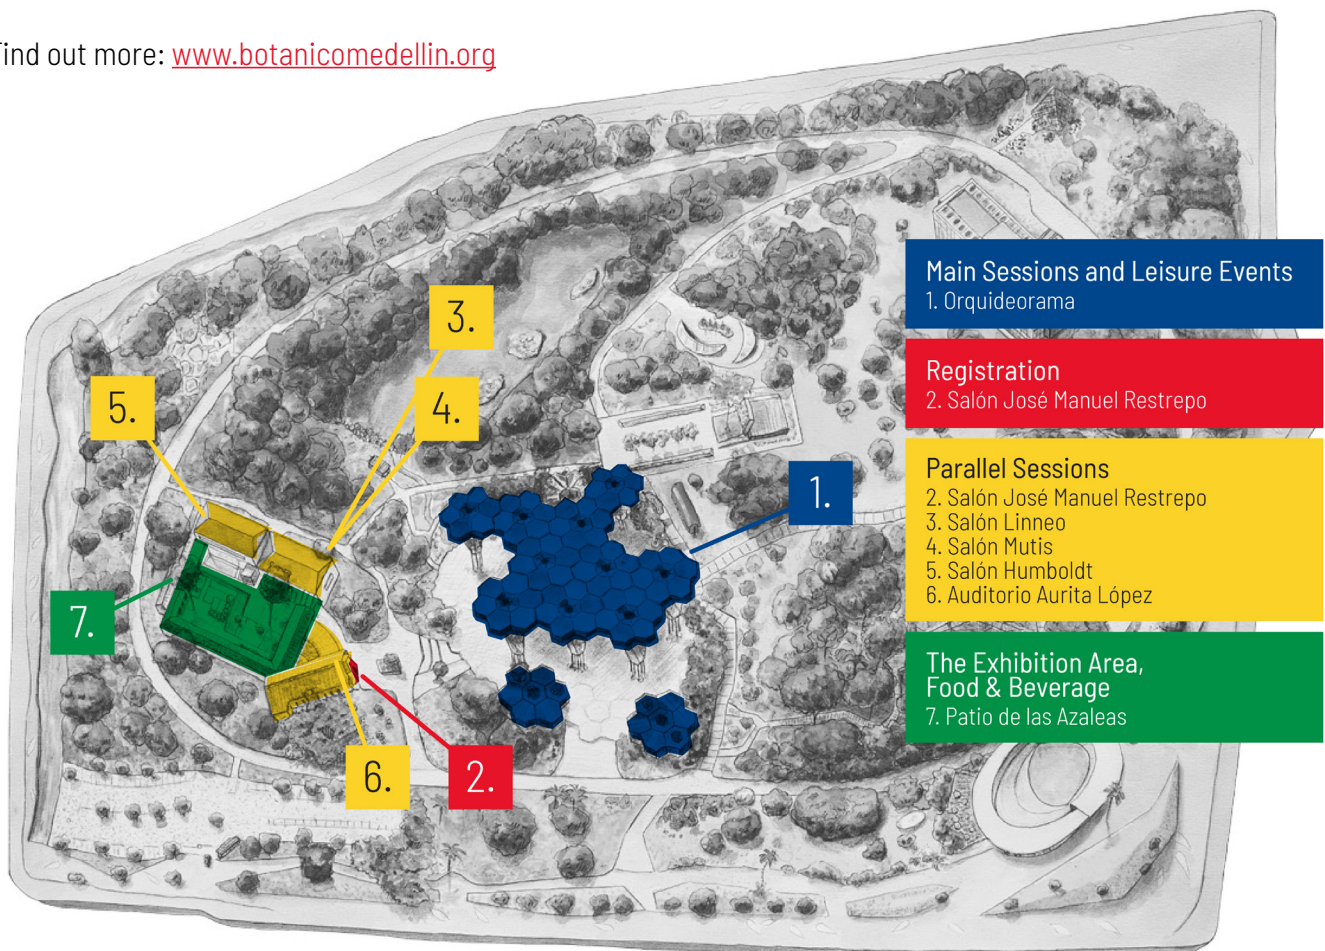 find out more: www.botanicomedellin.org
3.
5.
4.
1.
7.
6.
2.
Main Sessions and Leisure Events
1. Orquideorama
Registration
2. Salón José Manuel Restrepo
Parallel Sessions
2. Salón José Manuel Restrepo
3. Salón Linneo
4. Salón Mutis
5. Salón Humboldt
6. Auditorio Aurita López
The Exhibition Area,
Food & Beverage
7. Patio de las Azaleas